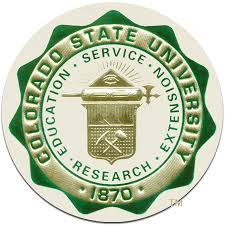 COLORADO STATE UNIVERSITY
· 1870 ·
EDUCATION · SERVICE · EXTENSION
· RESEARCH ·
TM